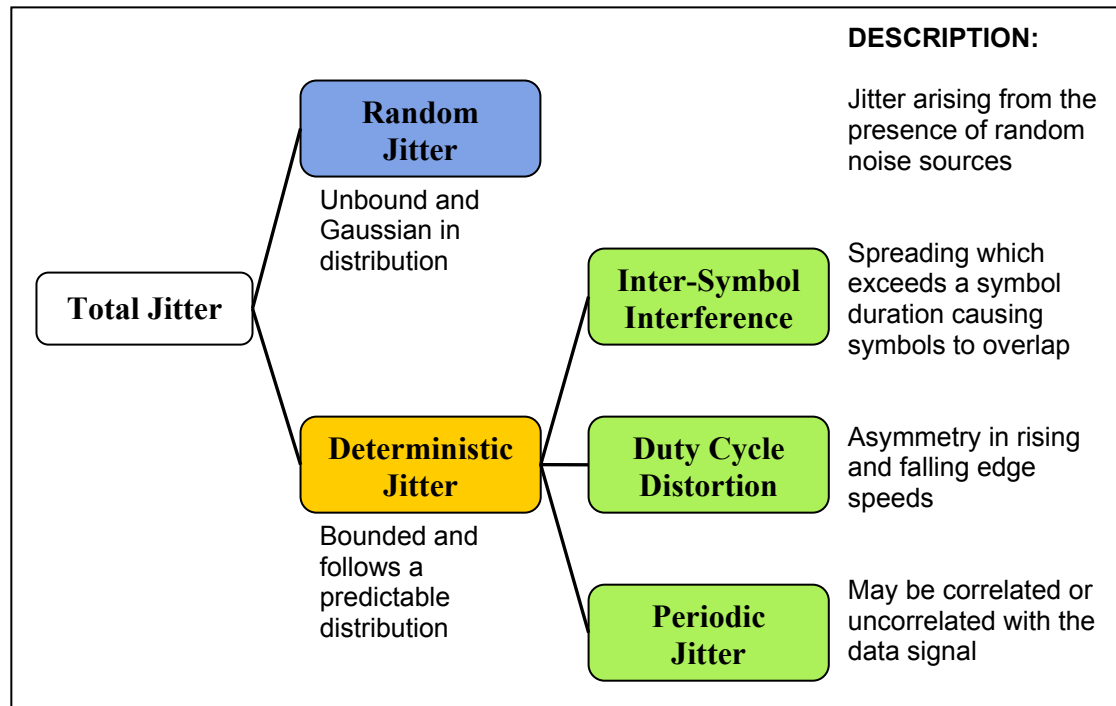 DESCRIPTION:
Random
Jitter
Jitter arising from the
presence of random
noise sources
Unbound and
Gaussian in
distribution
Total Jitter
Inter-Symbol
Interference
Spreading which
exceeds a symbol
duration causing
symbols to overlap
Deterministic
Jitter
Bounded and
follows a
predictable
distribution
Duty Cycle
Distortion
Asymmetry in rising
and falling edge
speeds
Periodic
Jitter
May be correlated or
uncorrelated with the
data signal